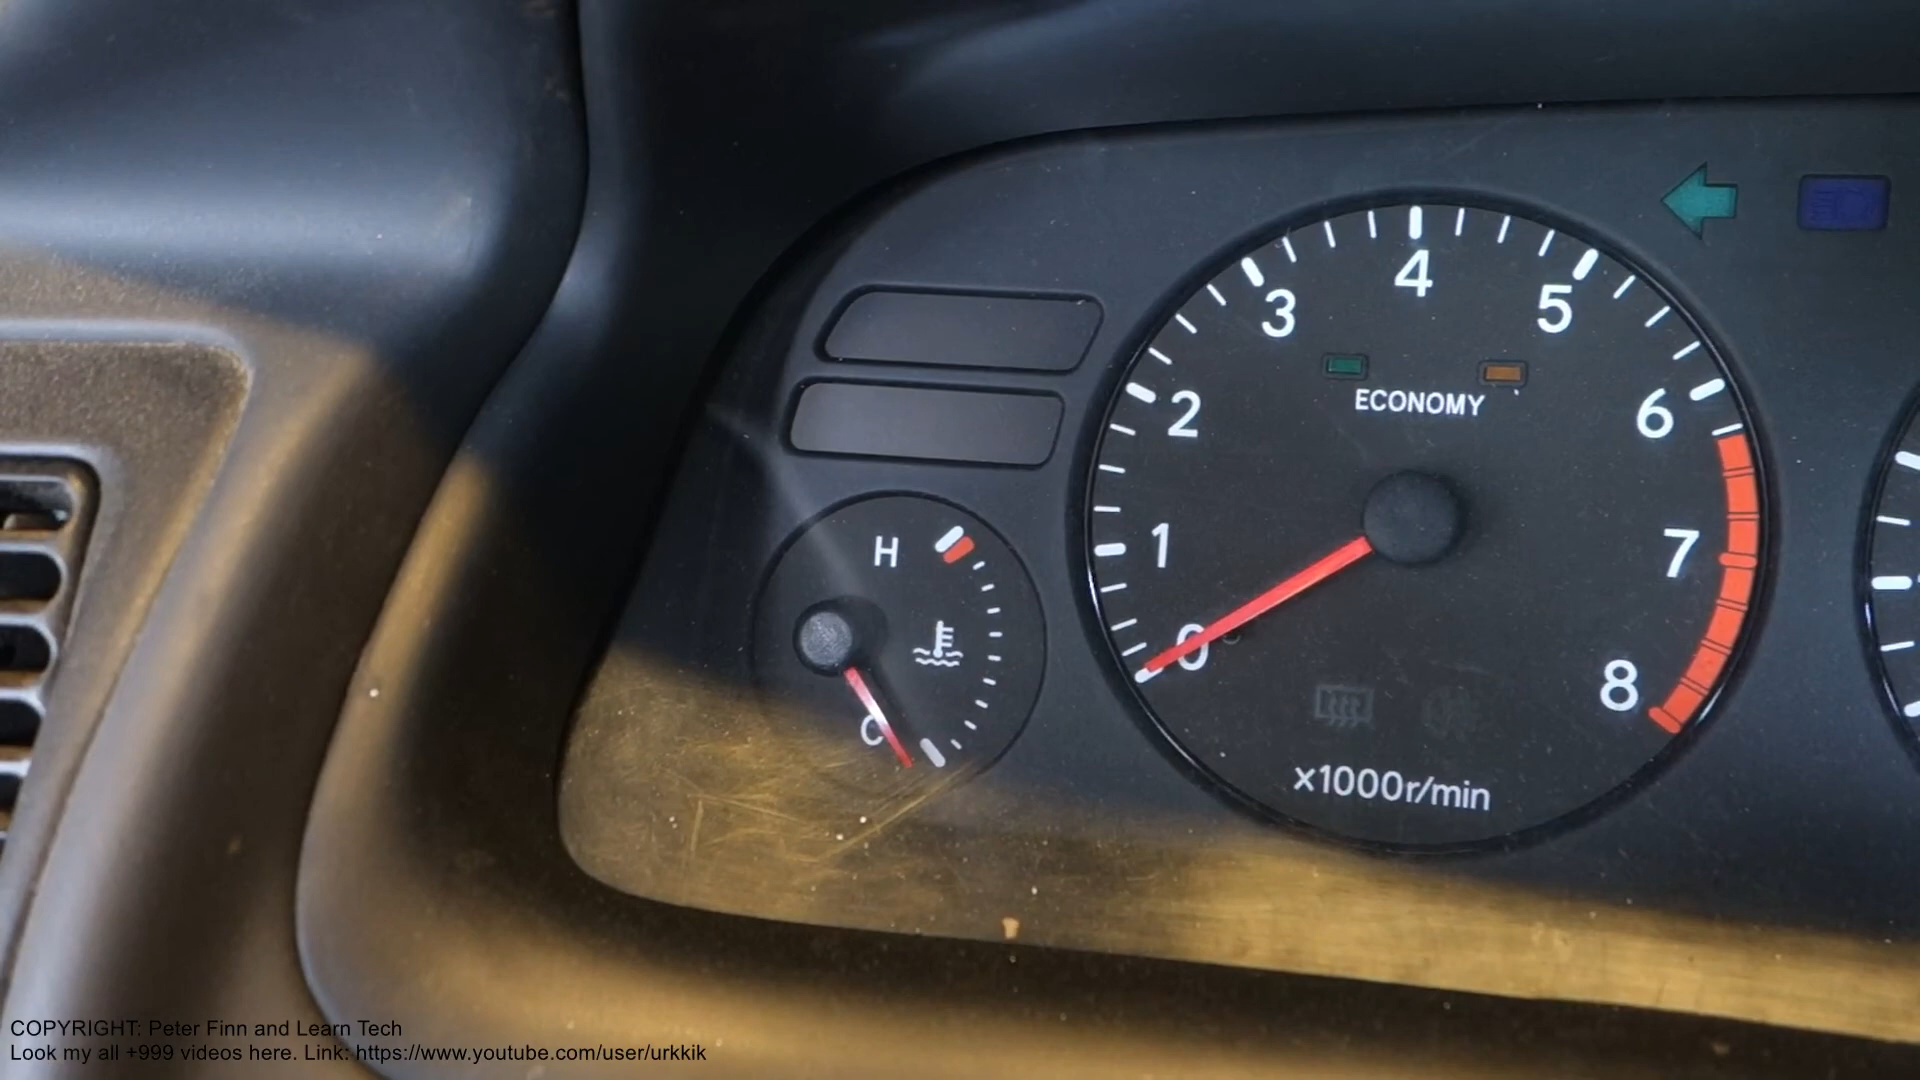 4
3
5
ECONOMY
2
6
H
1
7
0
C
8
x1000r/min
COPYRIGHT: Peter Finn and Learn Tech
Look my all +999 videos here. Link: https://www.youtube.com/user/urkkik